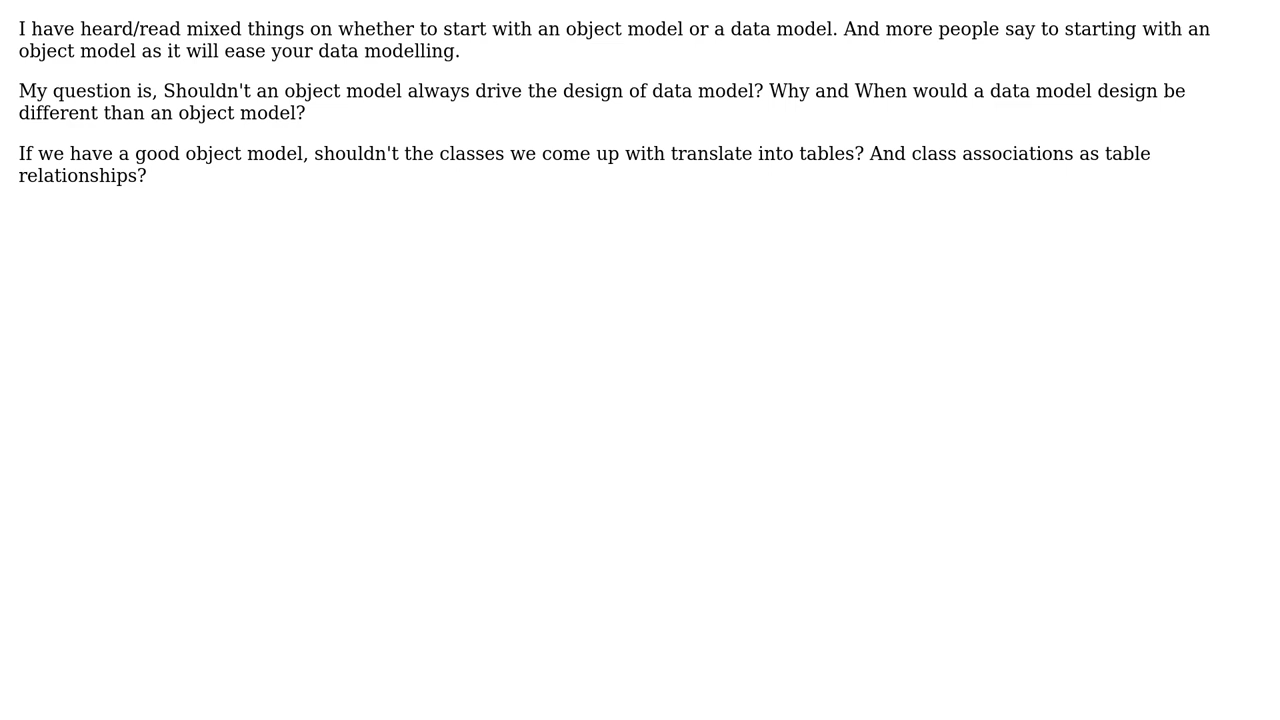 I have heard/read mixed things on whether to start with an object model or a data model. And more people say to starting with an
object model as it will ease your data modelling.
My question is, Shouldn't an object model always drive the design of data model? Why and When would a data model design be
different than an object model?
If we have a good object model, shouldn't the classes we come up with translate into tables? And class associations as table
relationships?